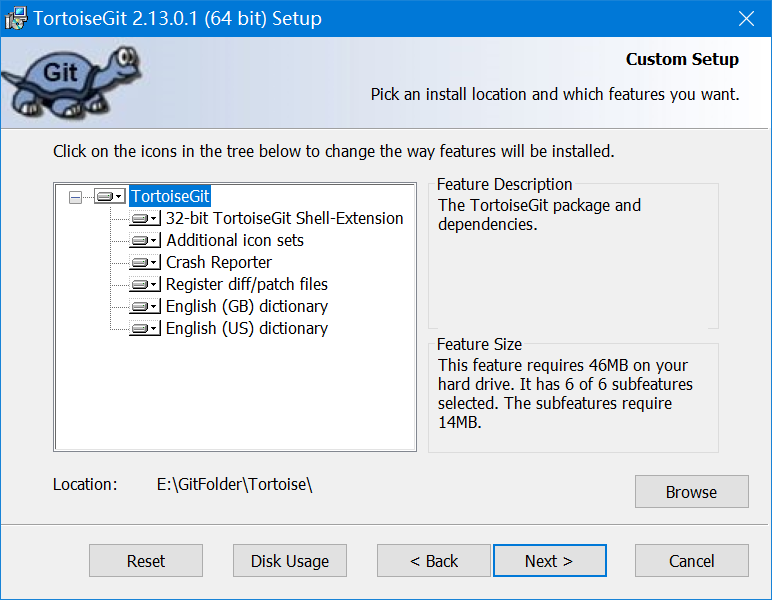 TortoiseGit 2.13.0.1 (64 bit) Setup
Git
Custom Setup
Pick an install location and which features you want.
Click on the icons in the tree below to change the way features will be installed.
TortoiseGit
32-bit TortoiseGit Shell-Extension
Additional icon sets
Crash Reporter
Register diff/patch files
English (GB) dictionary
English (US) dictionary
Feature Description
The TortoiseGit package and
dependencies.
Feature Size
This feature requires 46MB on your
hard drive. It has 6 of 6 subfeatures
selected. The subfeatures require
14MB.
Location: E:\GitFolder\Tortoise\
Browse
Reset Disk Usage < Back Next > Cancel